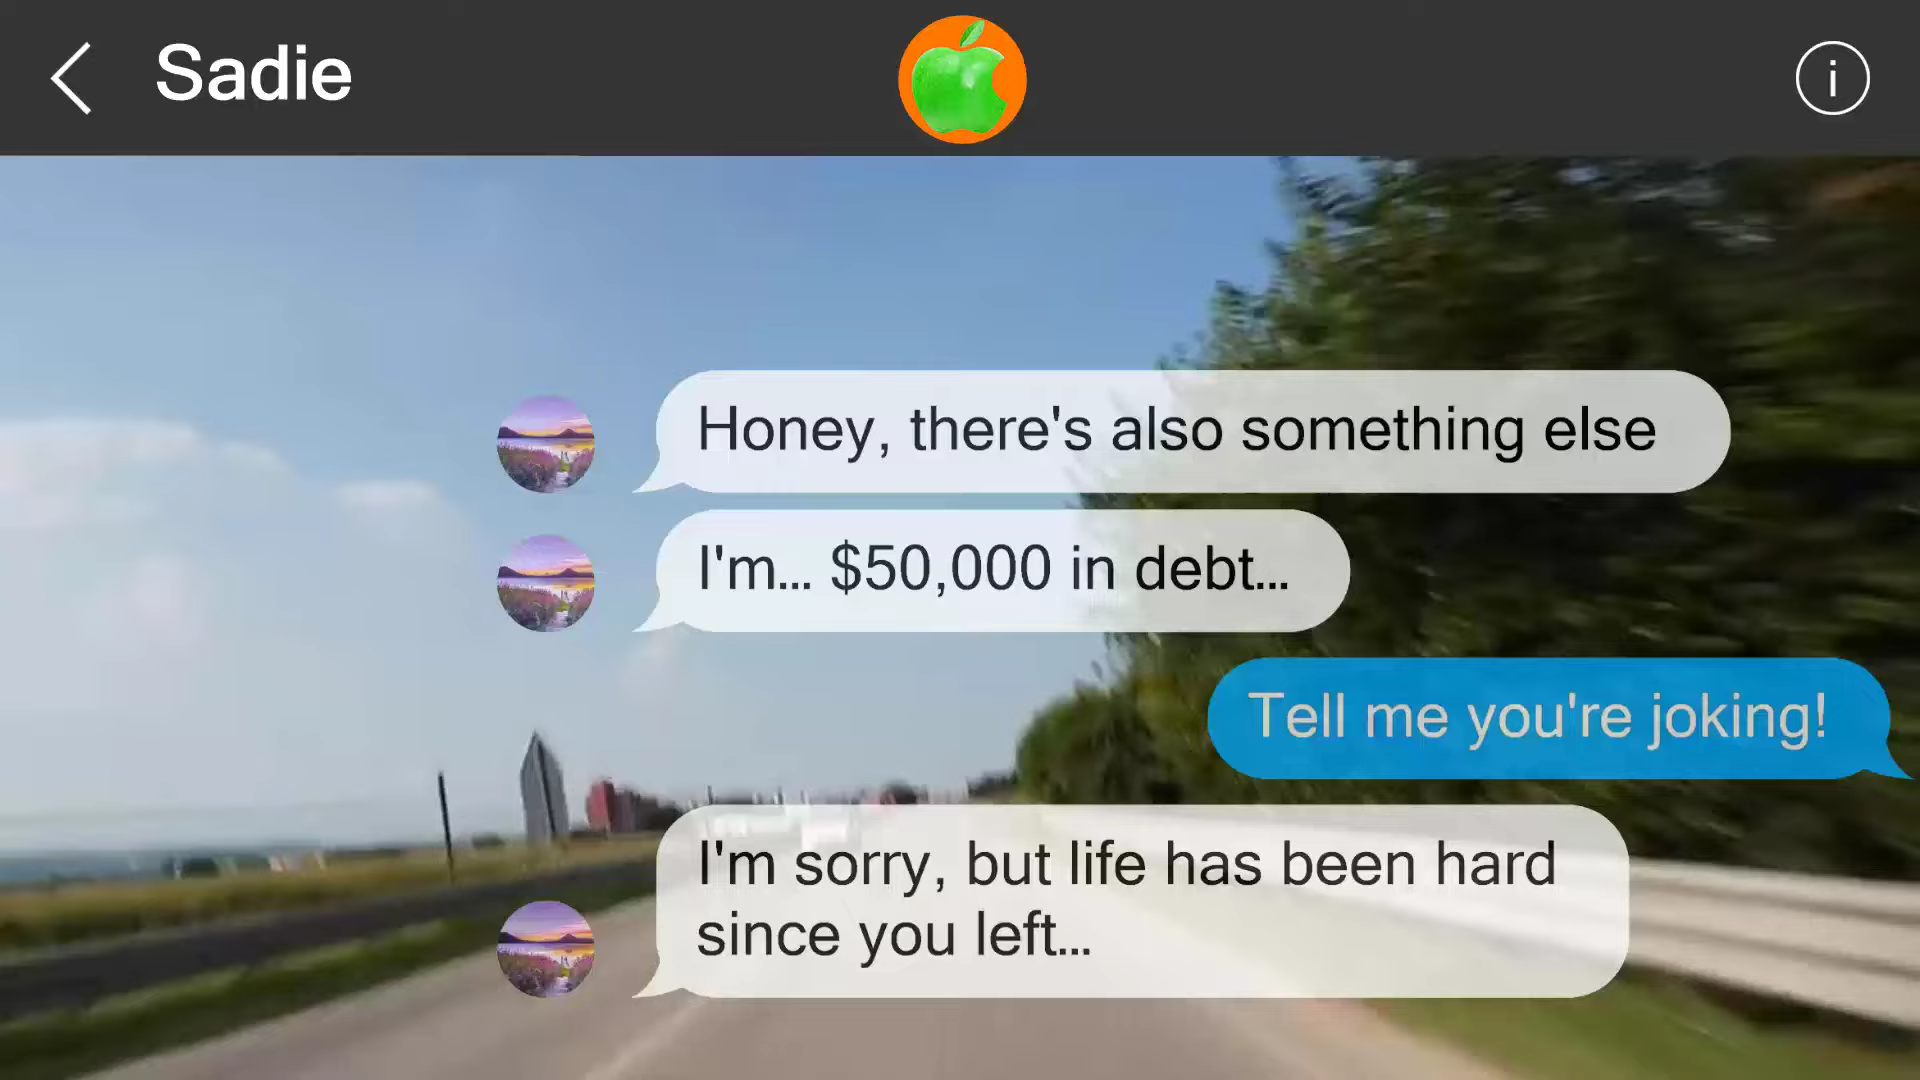 Sadie
i
Honey, there's also something else
I'm... $50,000 in debt...
Tell me you're joking!
I'm sorry, but life has been hard
since you left...